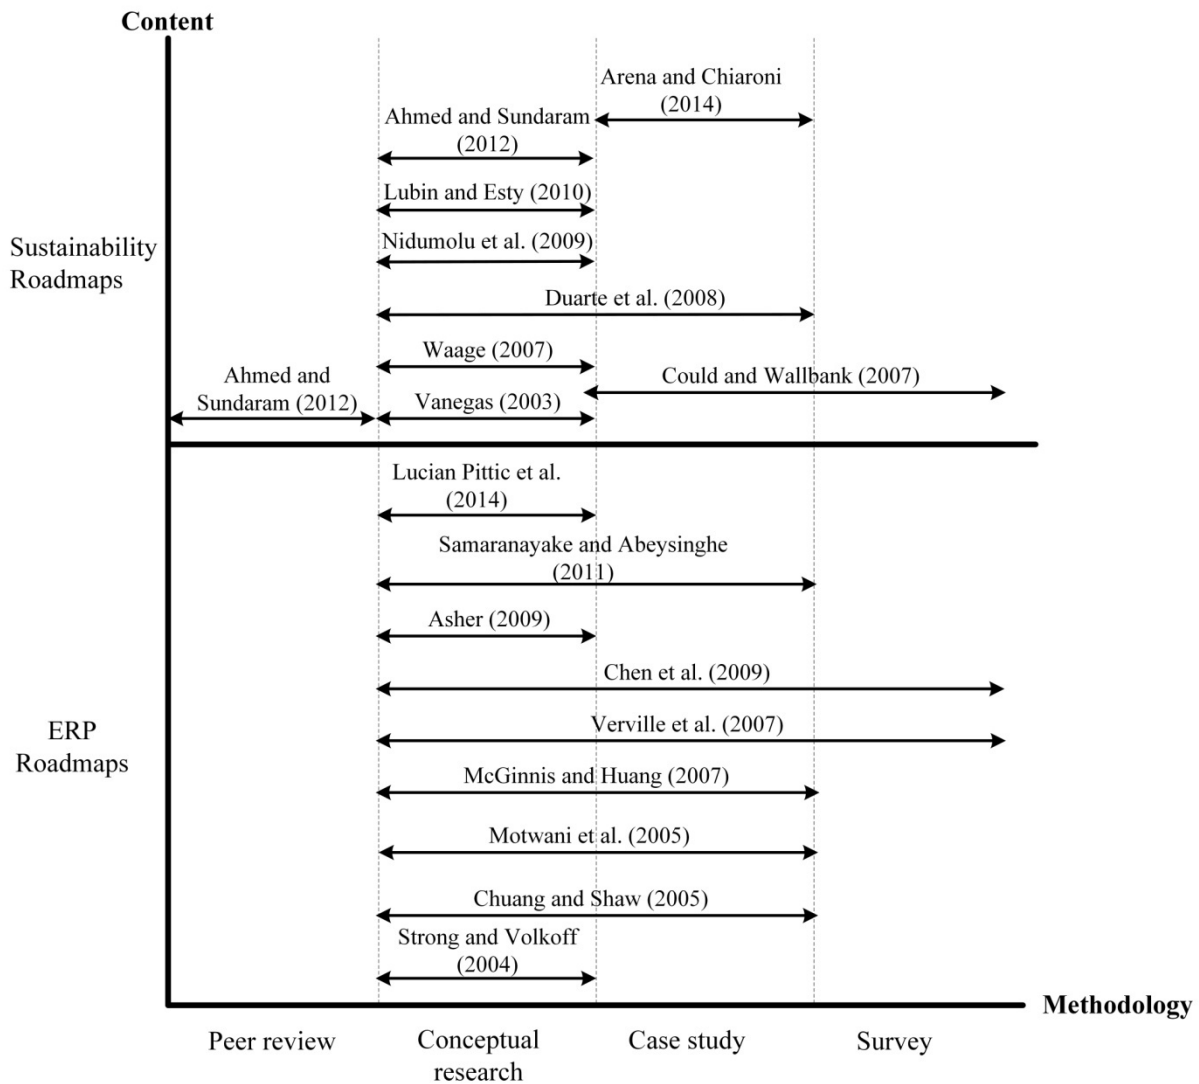 Content
Arena and Chiaroni
(2014)
Ahmed and Sundaram
(2012)
Lubin and Esty (2010)
Nidumolu et al. (2009)
Sustainability
Roadmaps
Duarte et al. (2008)
Waage (2007)
Ahmed and
Sundaram (2012)
Could and Wallbank (2007)
Vanegas (2003)
Lucian Pittic et al.
(2014)
Samaranayake and Abeysinghe
(2011)
Asher (2009)
Chen et al. (2009)
Verville et al. (2007)
ERP
Roadmaps
McGinnis and Huang (2007)
Motwani et al. (2005)
Chuang and Shaw (2005)
Strong and Volkoff
(2004)
Methodology
Peer review
Conceptual
research
Case study
Survey